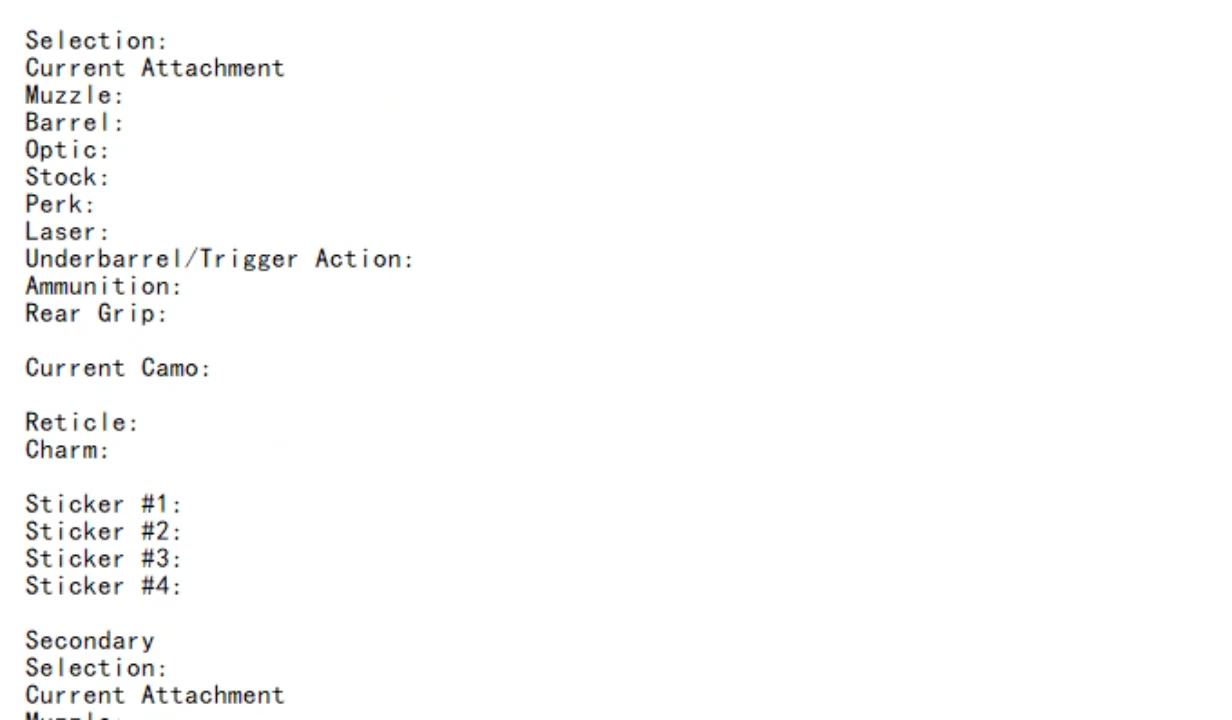 Selection:
Current Attachment
Muzzle:
Barrel:
Optic:
Stock:
Perk:
Laser:
Underbarrel/Trigger Action:
Ammunition:
Rear Grip:
Current Camo:
Reticle:
Charm:
Sticker #1:
Sticker #2:
Sticker #3:
Sticker #4:
Secondary
Selection:
Current Attachment